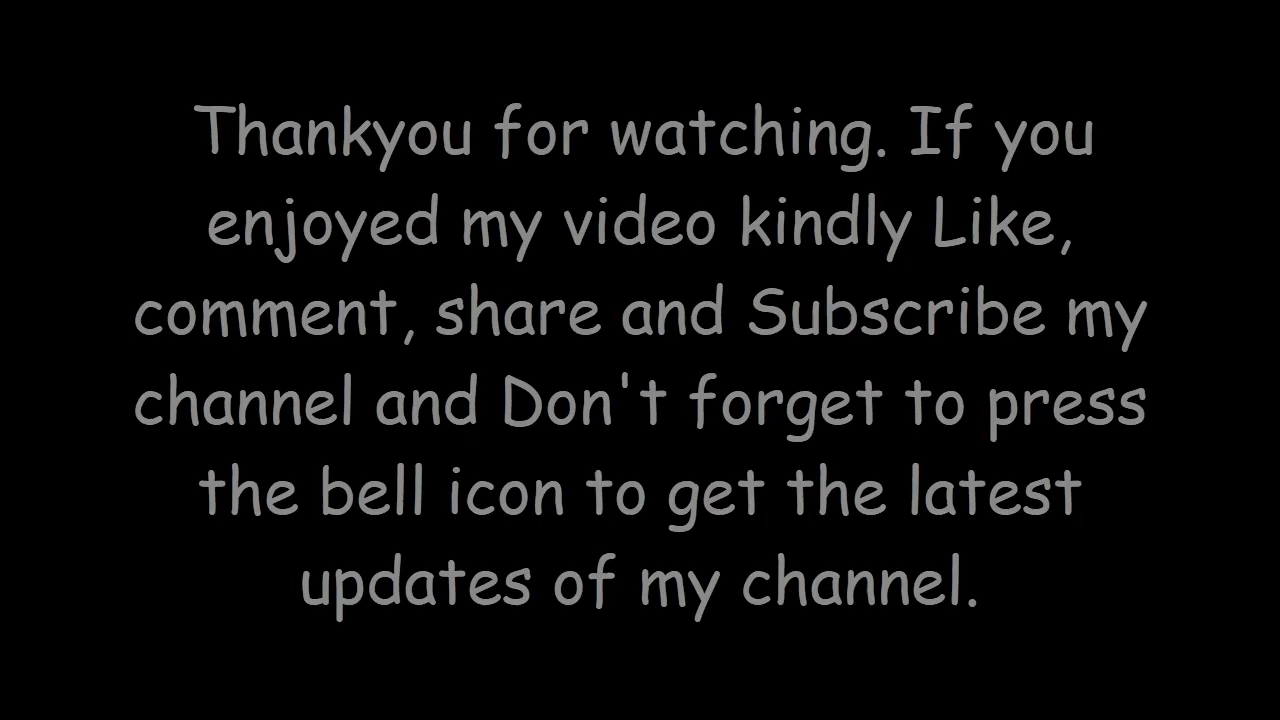 Thankyou for watching. If you
enjoyed my video kindly Like,
comment, share and Subscribe my
channel and Don't forget to press
the bell icon to get the latest
updates of my channel.